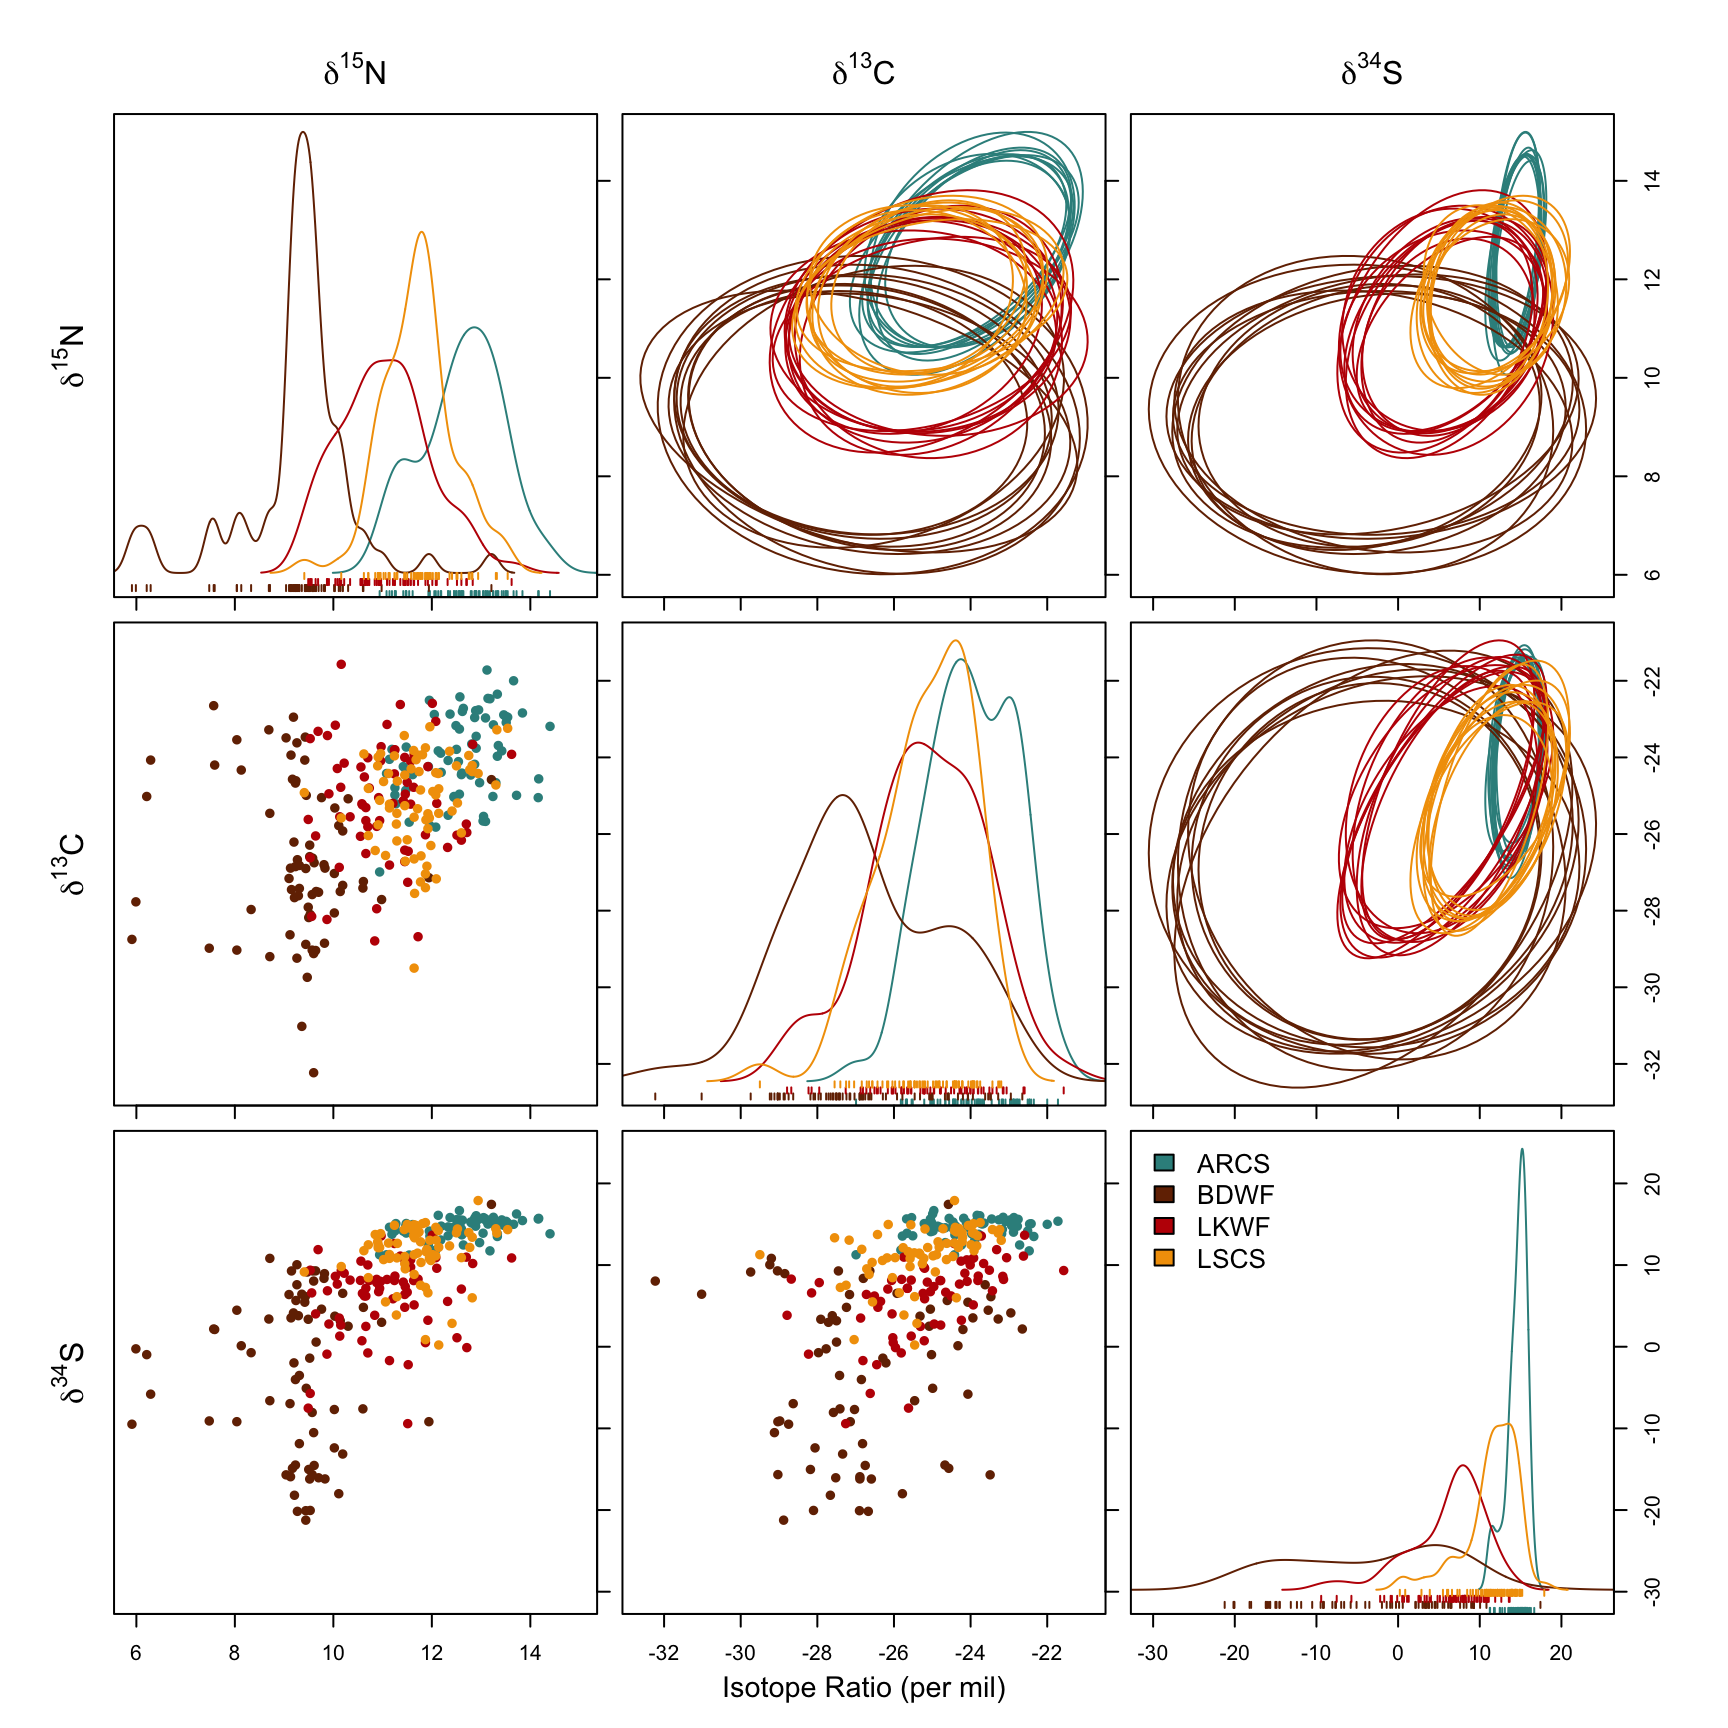 δ15N δ13C δ34S
δ15N
14
12
10
8
6
δ13C
-22
-24
-26
-28
-30
-32
δ34S
ARCS
BDWF
LKWF
LSCS
20
10
0
-10
-20
-30
6 8 10 12 14 -32 -30 -28 -26 -24 -22 -30 -20 -10 0 10 20
Isotope Ratio (per mil)